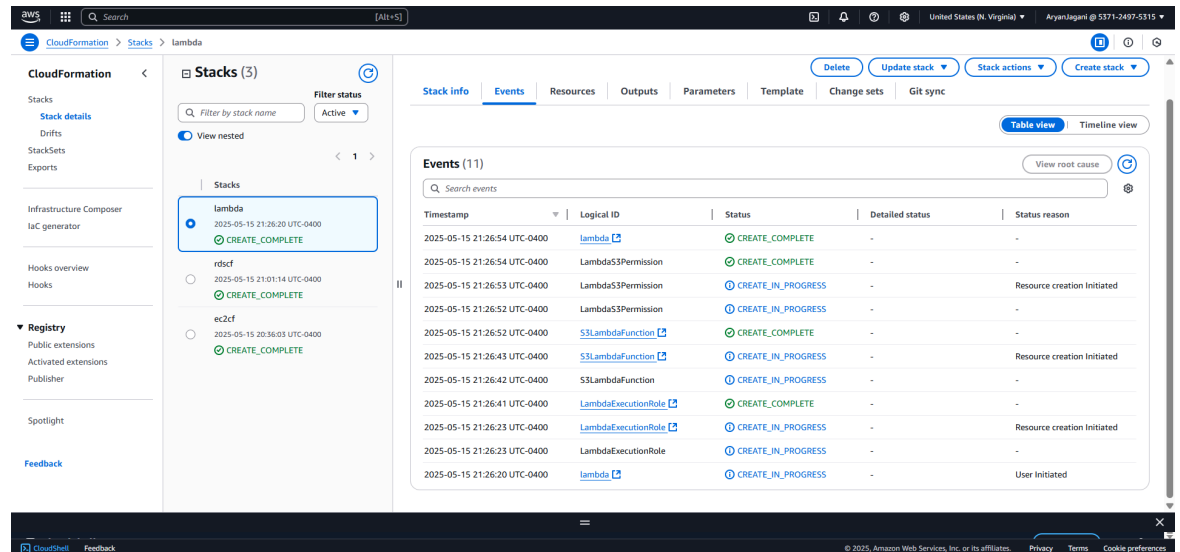 aws Search [Alt+S] United States (N. Virginia) ▼ AryanJagani @ 5371-2497-5315 ▼
CloudFormation > Stacks > lambda
CloudFormation
Stacks
Stack details
Drifts
StackSets
Exports
Infrastructure Composer
IaC generator
Hooks overview
Hooks
▼ Registry
Public extensions
Activated extensions
Publisher
Spotlight
Feedback
Stacks (3)
Filter status
Filter by stack name Active ▼
View nested
< 1 >
Stacks
lambda
2025-05-15 21:26:20 UTC-0400
CREATE_COMPLETE
rdscf
2025-05-15 21:01:14 UTC-0400
CREATE_COMPLETE
ec2cf
2025-05-15 20:36:03 UTC-0400
CREATE_COMPLETE
Delete Update stack ▼ Stack actions ▼ Create stack ▼
Stack info Events Resources Outputs Parameters Template Change sets Git sync
Table view Timeline view
Events (11) View root cause
Search events
Timestamp Logical ID Status Detailed status Status reason
2025-05-15 21:26:54 UTC-0400 lambda CREATE_COMPLETE - -
2025-05-15 21:26:54 UTC-0400 LambdaS3Permission CREATE_COMPLETE - -
2025-05-15 21:26:53 UTC-0400 LambdaS3Permission CREATE_IN_PROGRESS - Resource creation Initiated
2025-05-15 21:26:52 UTC-0400 LambdaS3Permission CREATE_IN_PROGRESS - -
2025-05-15 21:26:52 UTC-0400 S3LambdaFunction CREATE_COMPLETE - -
2025-05-15 21:26:43 UTC-0400 S3LambdaFunction CREATE_IN_PROGRESS - Resource creation Initiated
2025-05-15 21:26:42 UTC-0400 S3LambdaFunction CREATE_IN_PROGRESS - -
2025-05-15 21:26:41 UTC-0400 LambdaExecutionRole CREATE_COMPLETE - -
2025-05-15 21:26:23 UTC-0400 LambdaExecutionRole CREATE_IN_PROGRESS - Resource creation Initiated
2025-05-15 21:26:23 UTC-0400 LambdaExecutionRole CREATE_IN_PROGRESS - -
2025-05-15 21:26:20 UTC-0400 lambda CREATE_IN_PROGRESS - User Initiated
CloudShell Feedback © 2025, Amazon Web Services, Inc. or its affiliates. Privacy Terms Cookie preferences